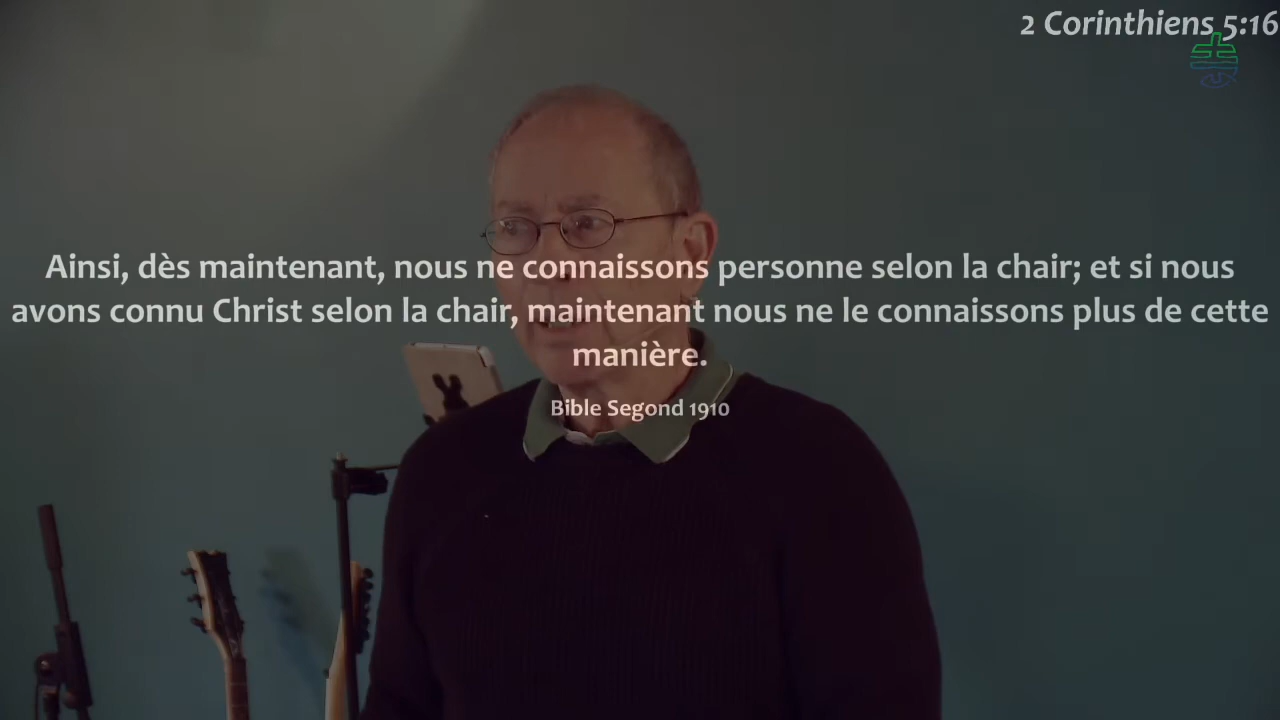 2 Corinthiens 5:16
Ainsi, dès maintenant, nous ne connaissons personne selon la chair; et si nous
avons connu Christ selon la chair, maintenant nous ne le connaissons plus de cette
manière.
Bible Segond 1910